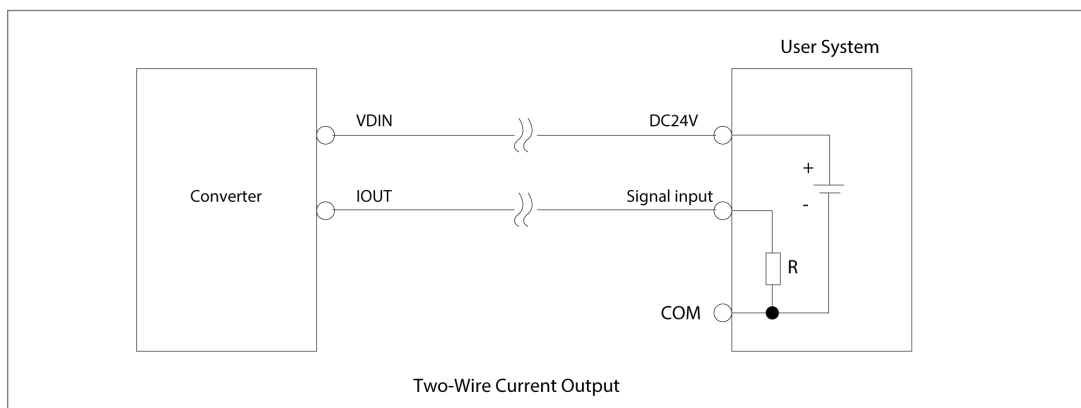 User System
VDIN
DC24V
+
Converter
IOUT
Signal input
-
R
COM
Two-Wire Current Output